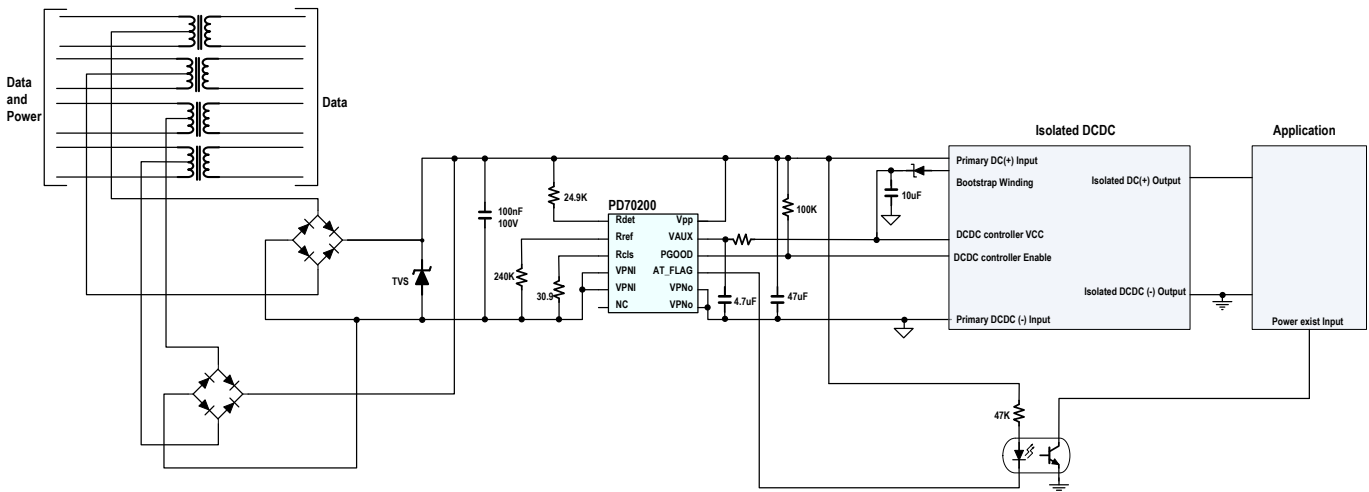 Data
and
Power
Data
Isolated DCDC
Application
Primary DC(+) Input
Bootstrap Winding
Isolated DC(+) Output
10uF
24.9K
100nF
100V
100K
PD70200
Rdet
Vpp
Rref
VAUX
DCDC controller VCC
Rcls
PGOOD
DCDC controller Enable
VPNI
AT_FLAG
TVS
240K
VPNI
VPNo
Isolated DCDC (-) Output
30.9
NC
VPNo
4.7uF
47uF
Primary DCDC (-) Input
Power exist Input
47K